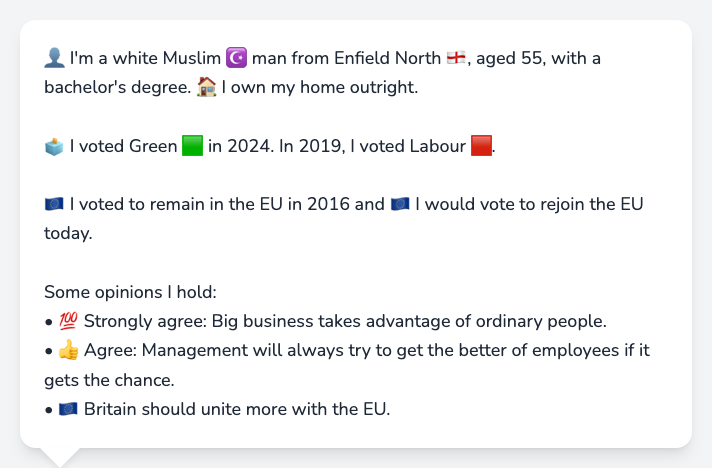 👤 I'm a white Muslim ☪️ man from Enfield North 🏴󠁧󠁢󠁥󠁮󠁧󠁿, aged 55, with a
bachelor's degree. 🏠 I own my home outright.
🗳️ I voted Green 🟩 in 2024. In 2019, I voted Labour 🟥.
🇪🇺 I voted to remain in the EU in 2016 and 🇪🇺 I would vote to rejoin the EU
today.
Some opinions I hold:
• 💯 Strongly agree: Big business takes advantage of ordinary people.
• 👍 Agree: Management will always try to get the better of employees if it
gets the chance.
• 🇪🇺 Britain should unite more with the EU.